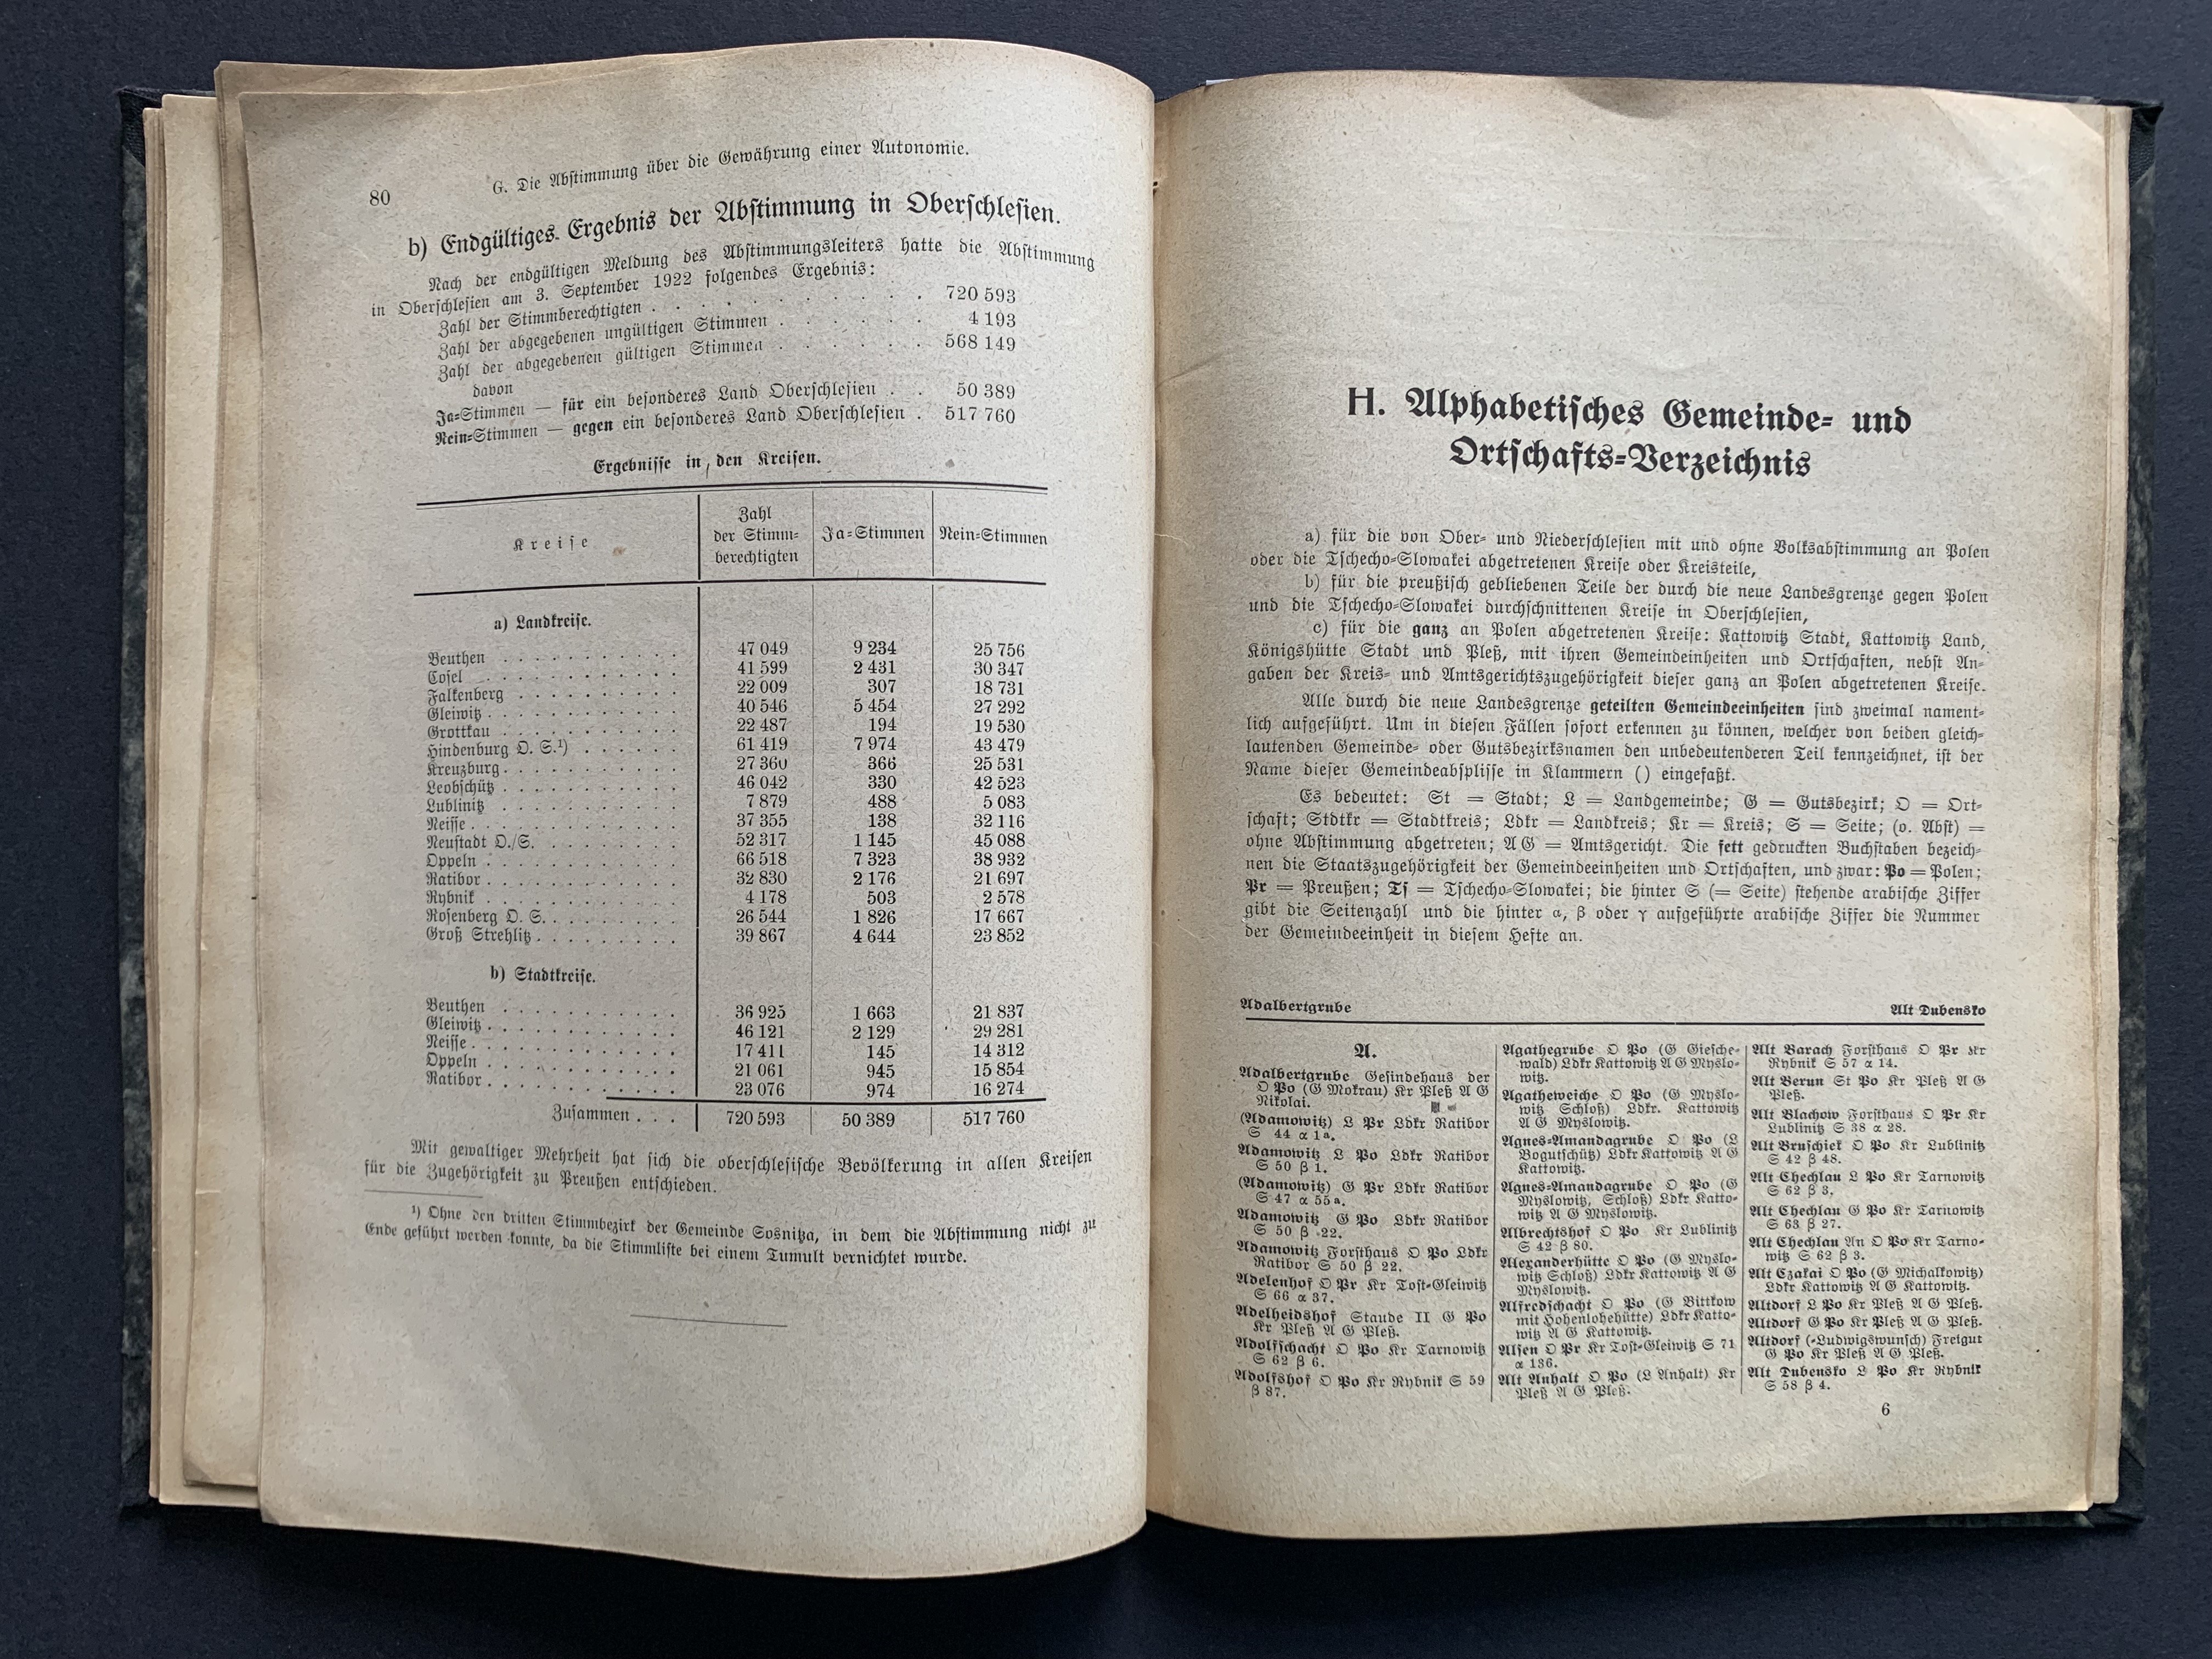 80
G. Die Abstimmung über die Gewährung einer Autonomie.
b) Endgültiges Ergebnis der Abstimmung in Oberschlesien.
Nach der endgültigen Meldung des Abstimmungsleiters hatte die Abstimmung
in Oberschlesien am 3. September 1922 folgendes Ergebnis:
Zahl der Stimmberechtigten . . . . . . . . . . 720 593
Zahl der abgegebenen ungültigen Stimmen . . . . . . 4 193
Zahl der abgegebenen gültigen Stimmen . . . . . . 568 149
davon
Ja=Stimmen — für ein besonderes Land Oberschlesien . . 50 389
Nein=Stimmen — gegen ein besonderes Land Oberschlesien . 517 760
Ergebnisse in den Kreisen.
Kreise
Zahl
der Stimm=
berechtigten
Ja=Stimmen
Nein=Stimmen
a) Landkreise.
Beuthen 47 049 9 234 25 756
Cosel 41 599 2 431 30 347
Falkenberg 22 009 307 18 731
Gleiwitz 40 546 5 454 27 292
Grottkau 22 487 194 19 530
Hindenburg O. S.¹) 61 419 7 974 43 479
Kreuzburg 27 360 366 25 531
Leobschütz 46 042 330 42 523
Lublinitz 7 879 488 5 083
Neisse 37 355 138 32 116
Neustadt O./S. 52 317 1 145 45 088
Oppeln 66 518 7 323 38 932
Ratibor 32 830 2 176 21 697
Rybnik 4 178 503 2 578
Rosenberg O. S. 26 544 1 826 17 667
Groß Strehlitz 39 867 4 644 23 852
b) Stadtkreise.
Beuthen 36 925 1 663 21 837
Gleiwitz 46 121 2 129 29 281
Neisse 17 411 145 14 312
Oppeln 21 061 945 15 854
Ratibor 23 076 974 16 274
Zusammen . . . 720 593 50 389 517 760
Mit gewaltiger Mehrheit hat sich die oberschlesische Bevölkerung in allen Kreisen
für die Zugehörigkeit zu Preußen entschieden.
¹) Ohne den dritten Stimmbezirk der Gemeinde Sosnitza, in dem die Abstimmung nicht zu
Ende geführt werden konnte, da die Stimmliste bei einem Tumult vernichtet wurde.
H. Alphabetisches Gemeinde= und
Ortschafts=Verzeichnis
a) für die von Ober= und Niederschlesien mit und ohne Volksabstimmung an Polen
oder die Tschecho=Slowakei abgetretenen Kreise oder Kreisteile,
b) für die preußisch gebliebenen Teile der durch die neue Landesgrenze gegen Polen
und die Tschecho=Slowakei durchschnittenen Kreise in Oberschlesien,
c) für die ganz an Polen abgetretenen Kreise: Kattowitz Stadt, Kattowitz Land,
Königshütte Stadt und Pleß, mit ihren Gemeindeinheiten und Ortschaften, nebst An=
gaben der Kreis= und Amtsgerichtszugehörigkeit dieser ganz an Polen abgetretenen Kreise.
Alle durch die neue Landesgrenze geteilten Gemeindeeinheiten sind zweimal nament=
lich aufgeführt. Um in diesen Fällen sofort erkennen zu können, welcher von beiden gleich=
lautenden Gemeinde= oder Gutsbezirksnamen den unbedeutenderen Teil kennzeichnet, ist der
Name dieser Gemeindeabsplisse in Klammern () eingefaßt.
Es bedeutet: St = Stadt; L = Landgemeinde; G = Gutsbezirk; O = Ort=
schaft; Stdtkr = Stadtkreis; Ldkr = Landkreis; Kr = Kreis; S = Seite; (o. Abst) =
ohne Abstimmung abgetreten; A G = Amtsgericht. Die fett gedruckten Buchstaben bezeich=
nen die Staatszugehörigkeit der Gemeindeeinheiten und Ortschaften, und zwar: Po = Polen;
Pr = Preußen; Ts = Tschecho=Slowakei; die hinter S (= Seite) stehende arabische Ziffer
gibt die Seitenzahl und die hinter α, β oder γ aufgeführte arabische Ziffer die Nummer
der Gemeindeeinheit in diesem Hefte an.
Adalbertgrube
Alt Dubensko
A.
Adalbertgrube Gesindehaus der
O Po (G Mokrau) Kr Pleß A G
Nikolai.
(Adamowitz) L Pr Ldkr Ratibor
S 44 α 1a.
Adamowitz L Po Ldkr Ratibor
S 50 β 1.
(Adamowitz) G Pr Ldkr Ratibor
S 47 α 55a.
Adamowitz G Po Ldkr Ratibor
S 50 β 22.
Adamowitz Forsthaus O Po Ldkr
Ratibor S 50 β 22.
Adelenhof O Pr Kr Tost=Gleiwitz
S 66 α 37.
Adelheidshof Staude II G Po
Kr Pleß A G Pleß.
Adolfschacht O Po Kr Tarnowitz
S 62 β 6.
Adolfshof O Po Kr Rybnik S 59
β 87.
Agathegrube O Po (G Giesche=
wald) Ldkr Kattowitz A G Myslo=
witz.
Agatheweiche O Po (G Myslo=
witz Schloß) Ldkr. Kattowitz
A G Myslowitz.
Agnes=Amandagrube O Po (L
Bogutschütz) Ldkr Kattowitz A G
Kattowitz.
Agnes=Amandagrube O Po (G
Myslowitz, Schloß) Ldkr Katto=
witz A G Myslowitz.
Albrechtshof O Po Kr Lublinitz
S 42 β 80.
Alexanderhütte O Po (G Myslo=
witz Schloß) Ldkr Kattowitz A G
Myslowitz.
Alfredschacht O Po (G Bittkow
mit Hohenlohehütte) Ldkr Katto=
witz A G Kattowitz.
Alsen O Pr Kr Tost=Gleiwitz S 71
α 136.
Alt Anhalt O Po (L Anhalt) Kr
Pleß A G Pleß.
Alt Barach Forsthaus O Pr Kr
Rybnik S 57 α 14.
Alt Berun St Po Kr Pleß A G
Pleß.
Alt Blachow Forsthaus O Pr Kr
Lublinitz S 38 α 28.
Alt Bruschiek O Po Kr Lublinitz
S 42 β 48.
Alt Chechlau L Po Kr Tarnowitz
S 62 β 3.
Alt Chechlau G Po Kr Tarnowitz
S 63 β 27.
Alt Chechlau An O Po Kr Tarno=
witz S 62 β 3.
Alt Czakai O Po (G Michalkowitz)
Ldkr Kattowitz A G Kattowitz.
Altdorf L Po Kr Pleß A G Pleß.
Altdorf G Po Kr Pleß A G Pleß.
Altdorf (=Ludwigswunsch) Freigut
G Po Kr Pleß A G Pleß.
Alt Dubensko L Po Kr Rybnik
S 58 β 4.
6